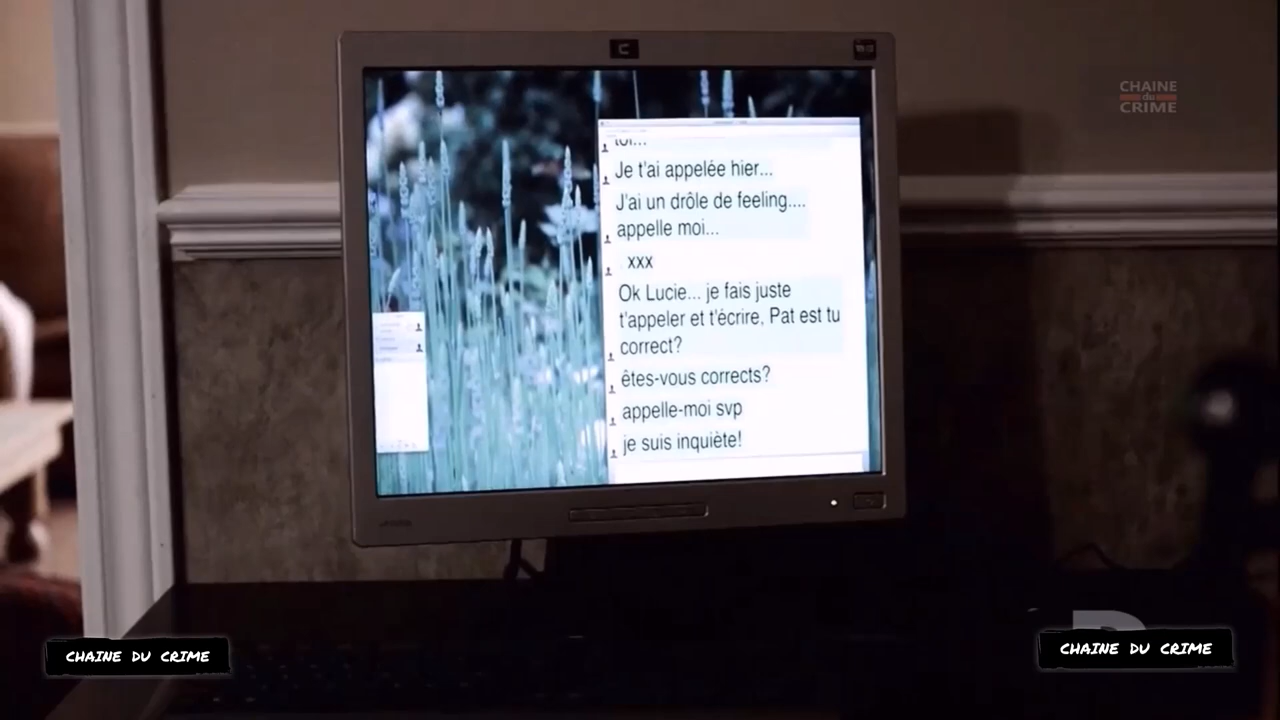 CHAINE
du
CRIME
toi...
Je t'ai appelée hier...
J'ai un drôle de feeling....
appelle moi...
xxx
Ok Lucie... je fais juste
t'appeler et t'écrire, Pat est tu
correct?
êtes-vous corrects?
appelle-moi svp
je suis inquiète!
CHAINE DU CRIME
CHAINE DU CRIME